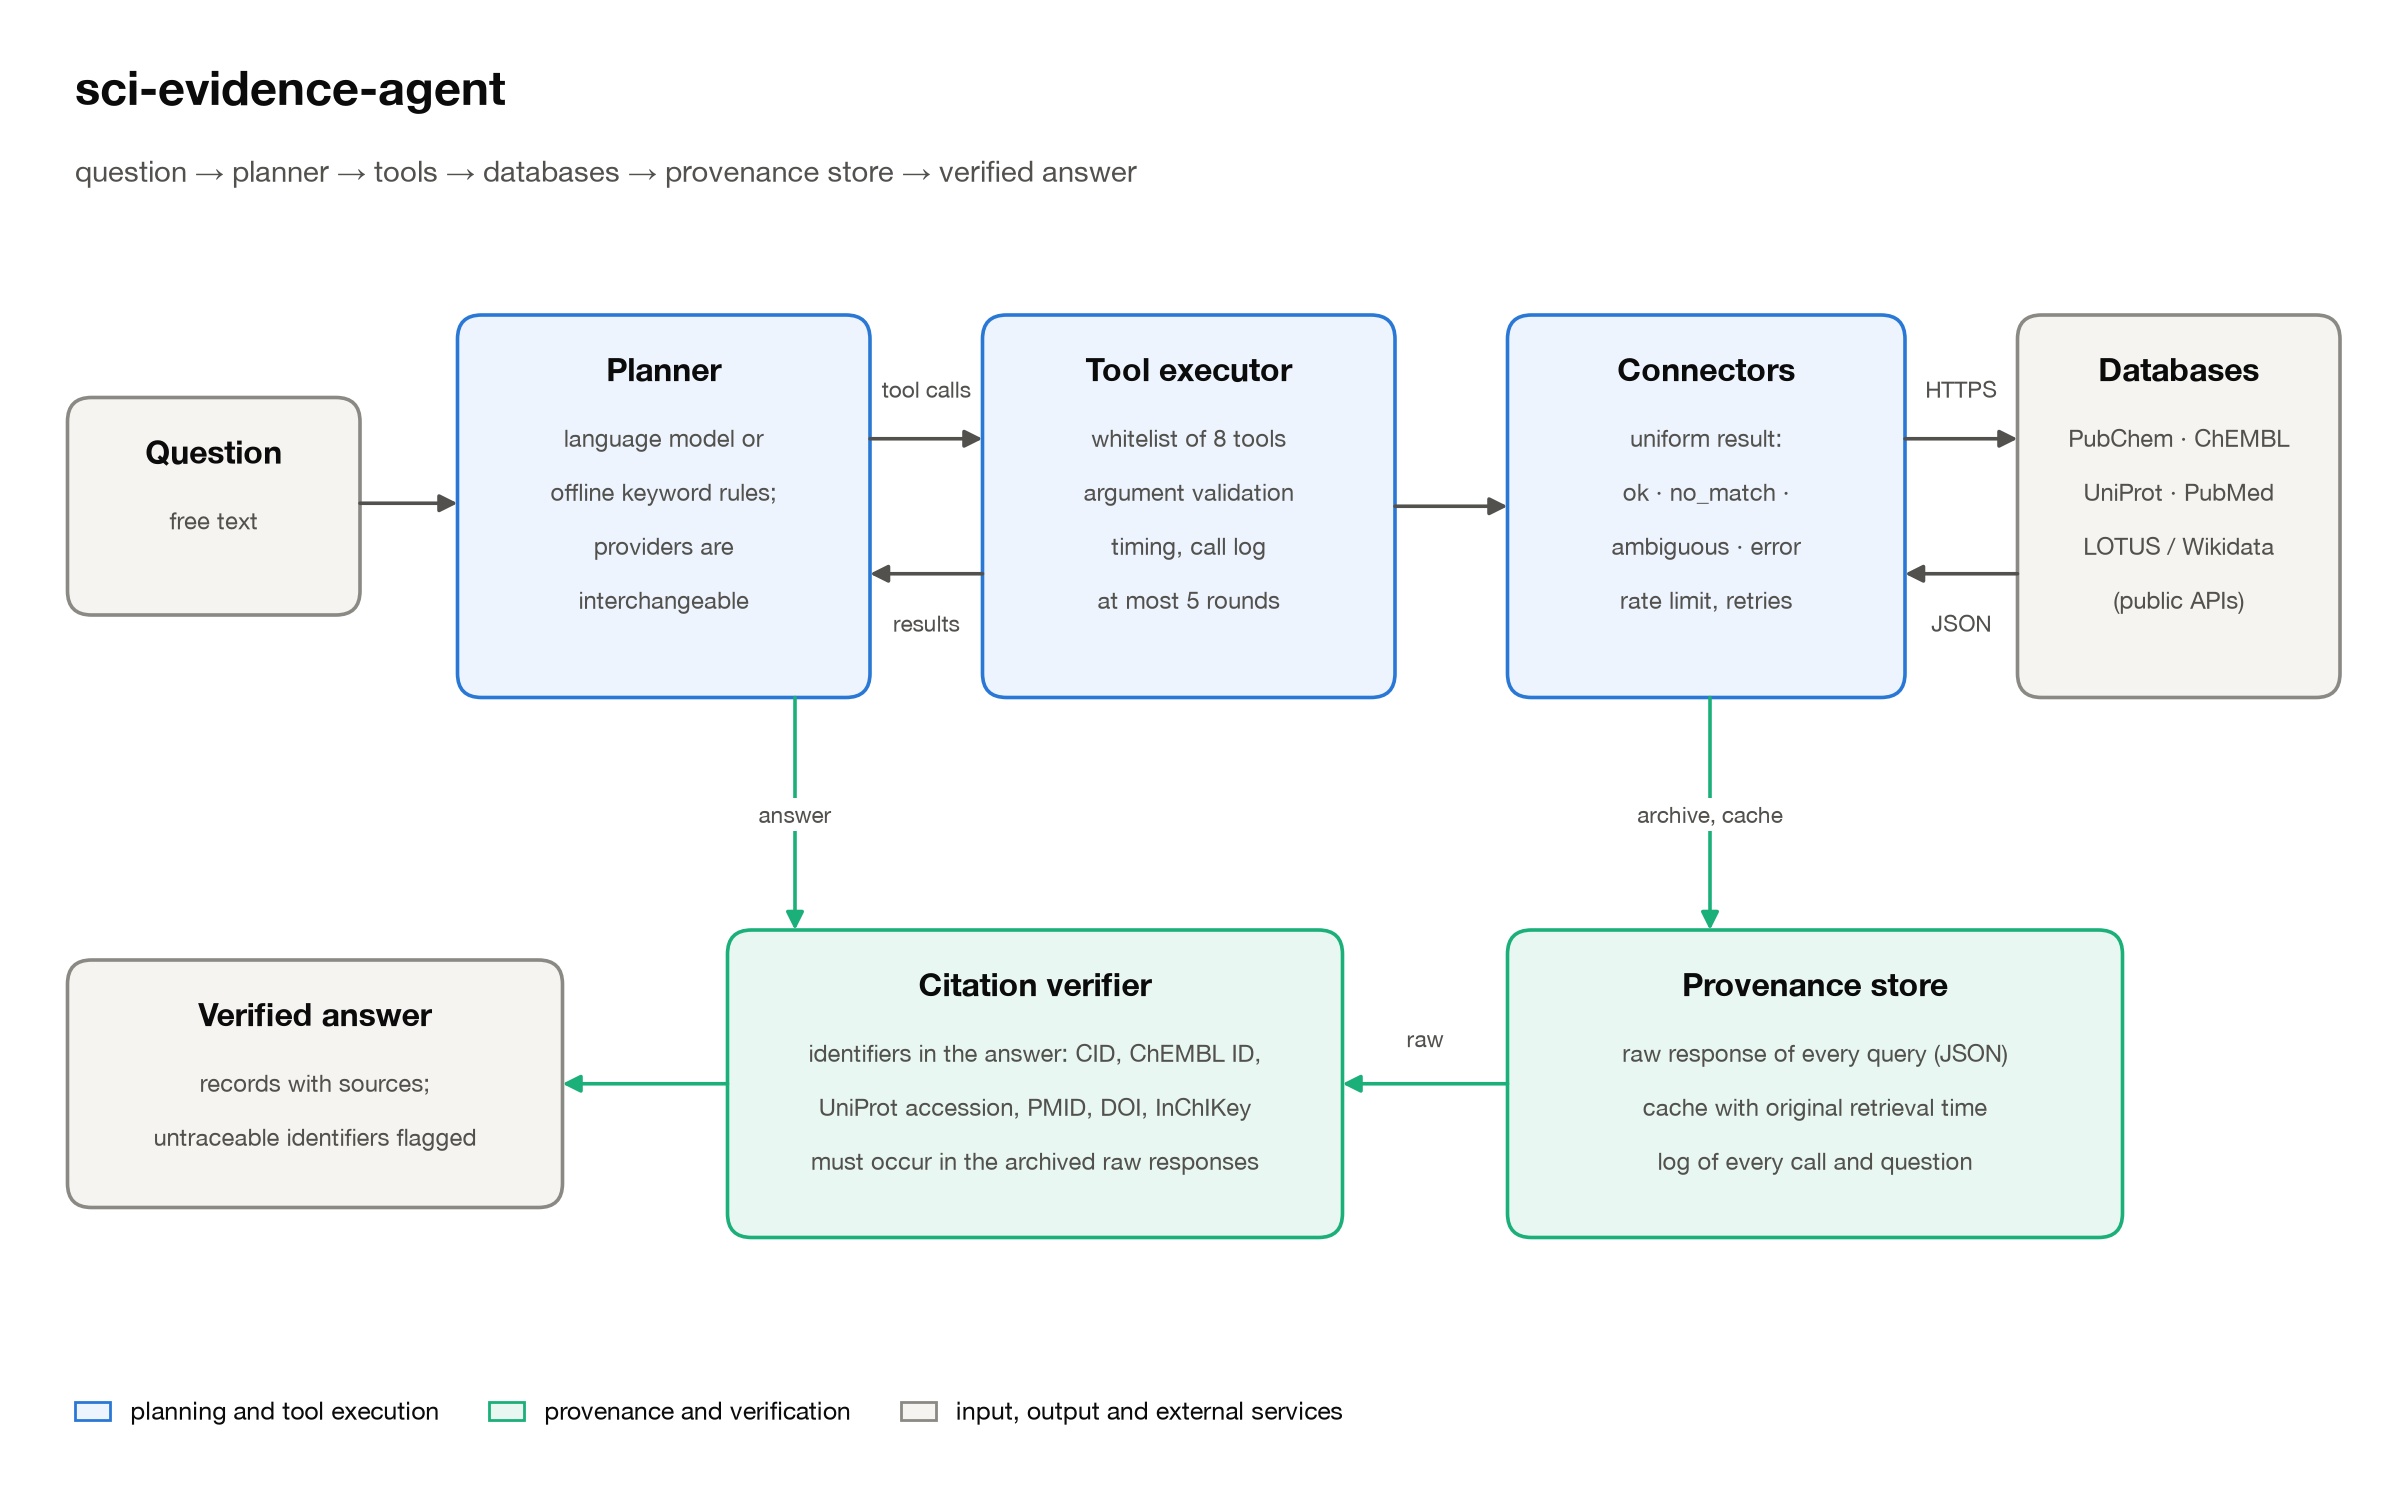 sci-evidence-agent
question → planner → tools → databases → provenance store → verified answer
Question
free text
Planner
language model or
offline keyword rules;
providers are
interchangeable
tool calls
results
Tool executor
whitelist of 8 tools
argument validation
timing, call log
at most 5 rounds
Connectors
uniform result:
ok · no_match ·
ambiguous · error
rate limit, retries
HTTPS
JSON
Databases
PubChem · ChEMBL
UniProt · PubMed
LOTUS / Wikidata
(public APIs)
answer
archive, cache
Verified answer
records with sources;
untraceable identifiers flagged
Citation verifier
identifiers in the answer: CID, ChEMBL ID,
UniProt accession, PMID, DOI, InChIKey
must occur in the archived raw responses
raw
Provenance store
raw response of every query (JSON)
cache with original retrieval time
log of every call and question
planning and tool execution
provenance and verification
input, output and external services